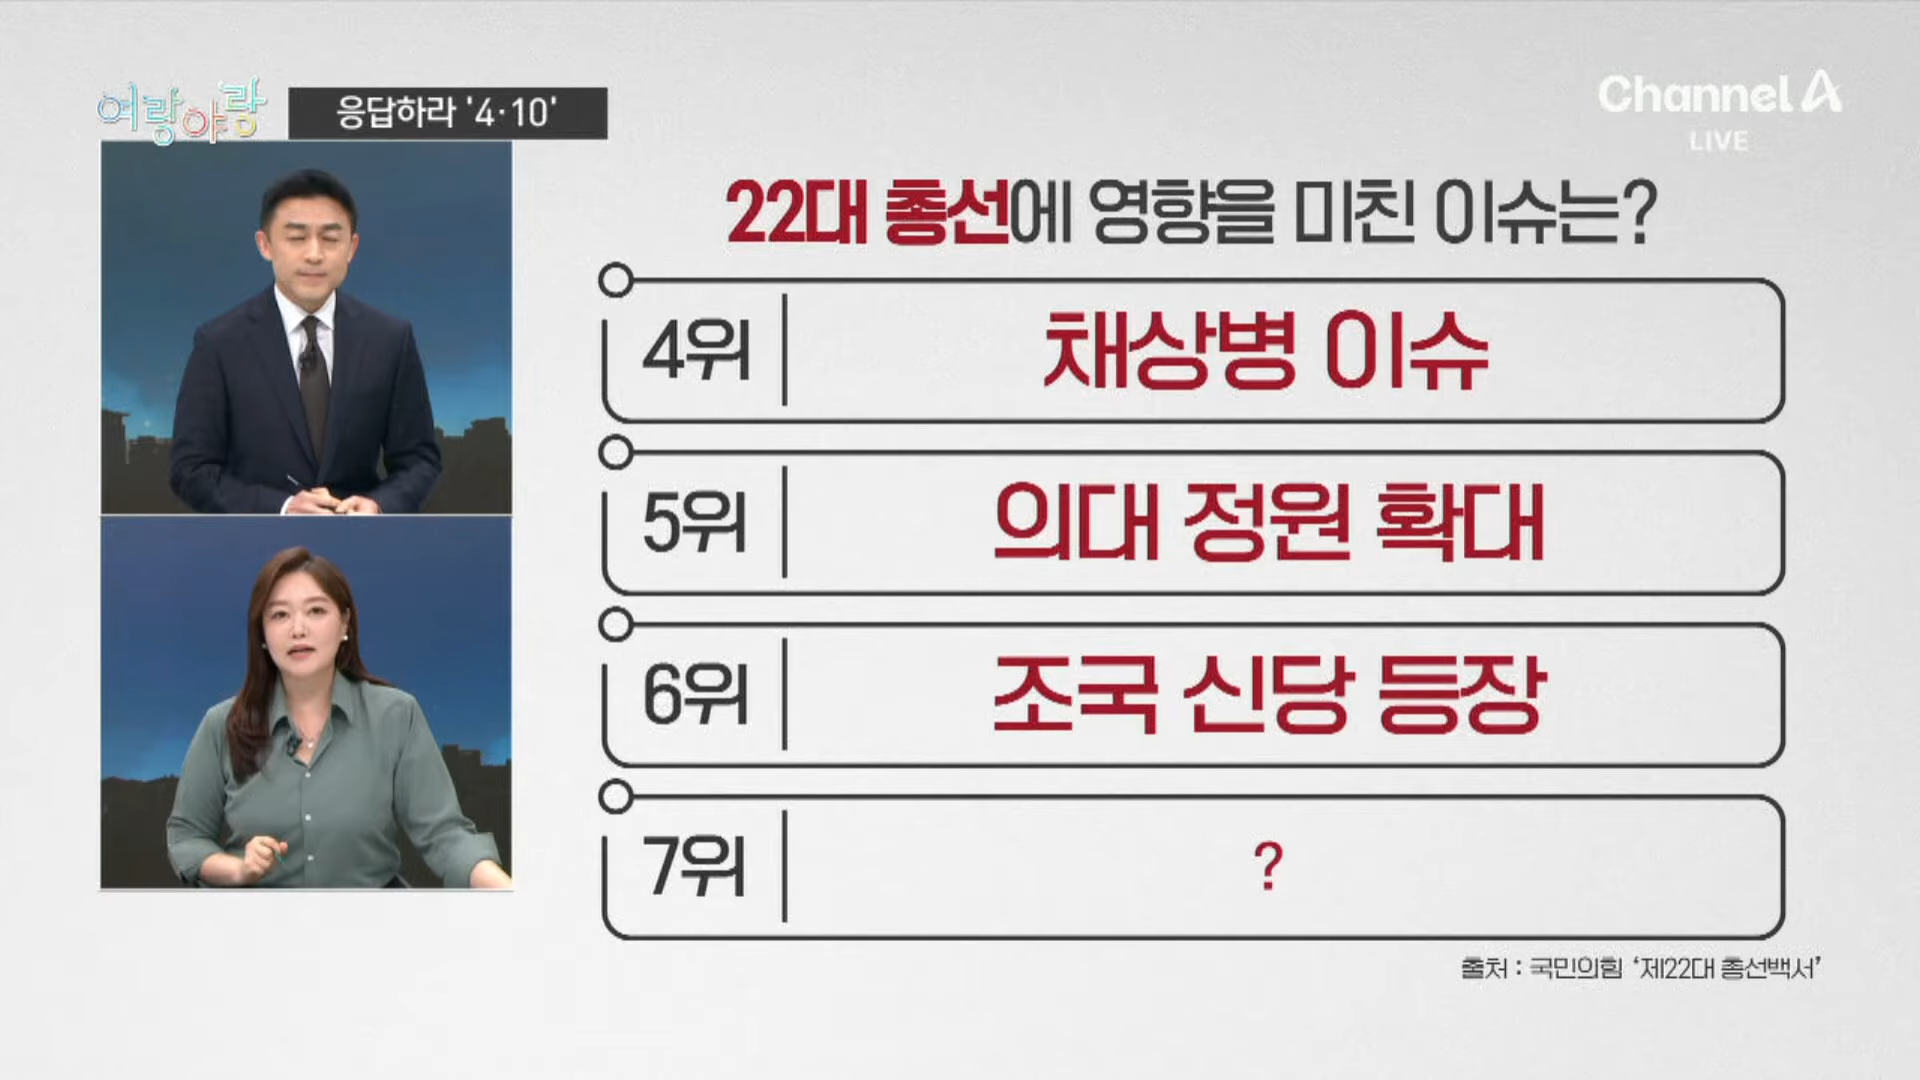 여랑야랑
응답하라 '4·10'
Channel A
LIVE
22대 총선에 영향을 미친 이슈는?
4위 채상병 이슈
5위 의대 정원 확대
6위 조국 신당 등장
7위 ?
출처 : 국민의힘 '제22대 총선백서'